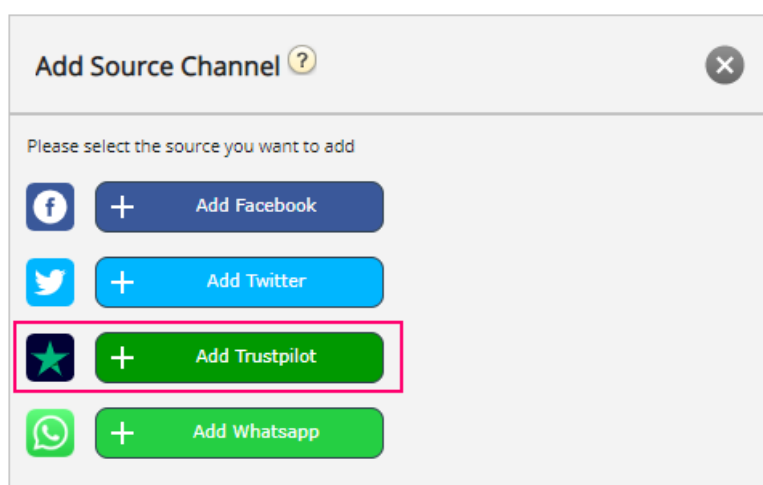 Add Source Channel ?
Please select the source you want to add
+ Add Facebook
+ Add Twitter
+ Add Trustpilot
+ Add Whatsapp